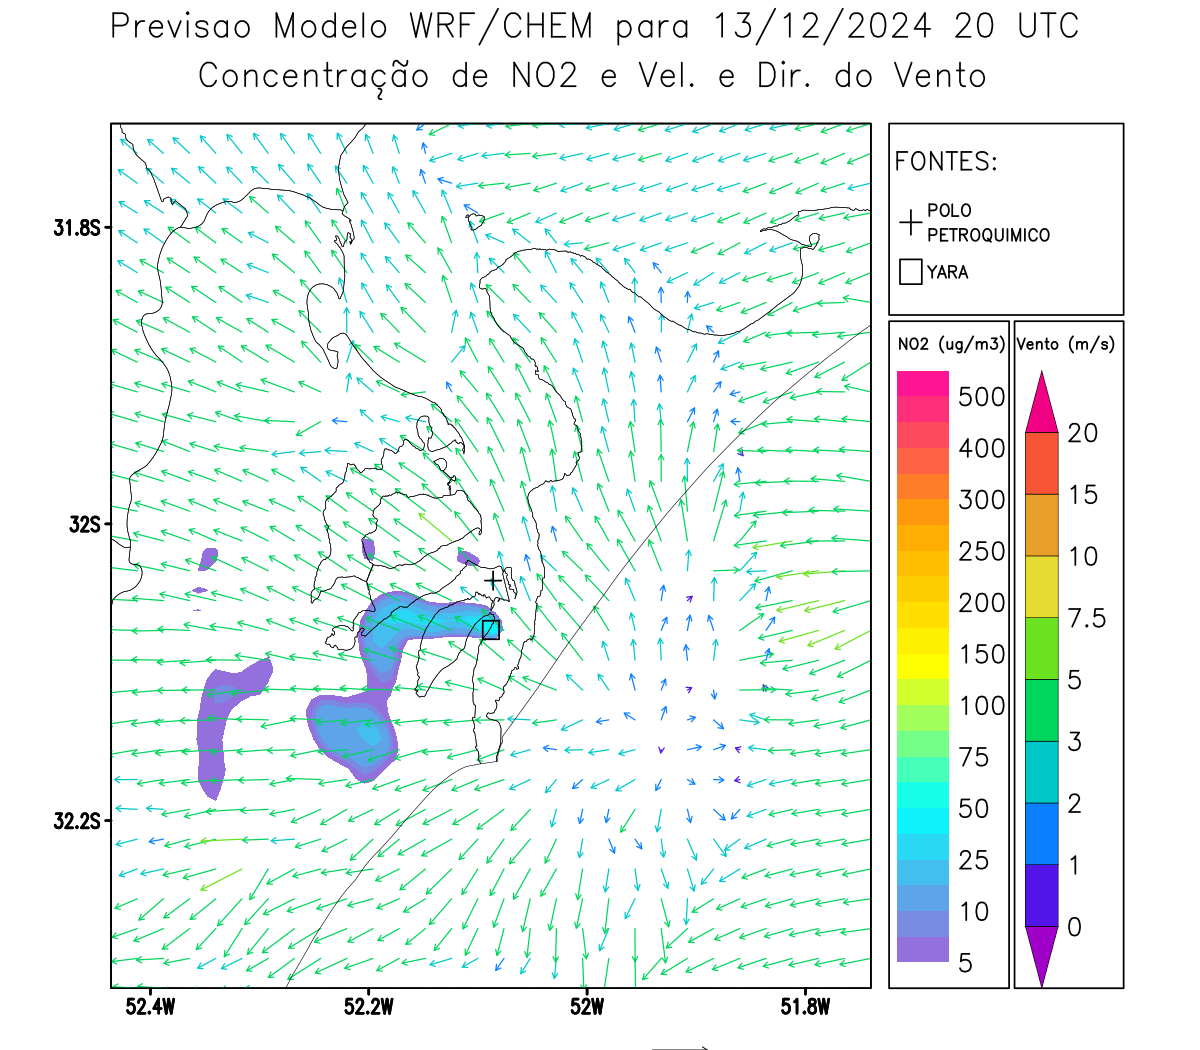 Previsao Modelo WRF/CHEM para 13/12/2024 20 UTC
Concentração de NO2 e Vel. e Dir. do Vento
FONTES:
POLO
PETROQUIMICO
YARA
31.8S
32S
32.2S
52.4W
52.2W
52W
51.8W
NO2 (ug/m3)
500
400
300
250
200
150
100
75
50
25
10
5
Vento (m/s)
20
15
10
7.5
5
3
2
1
0